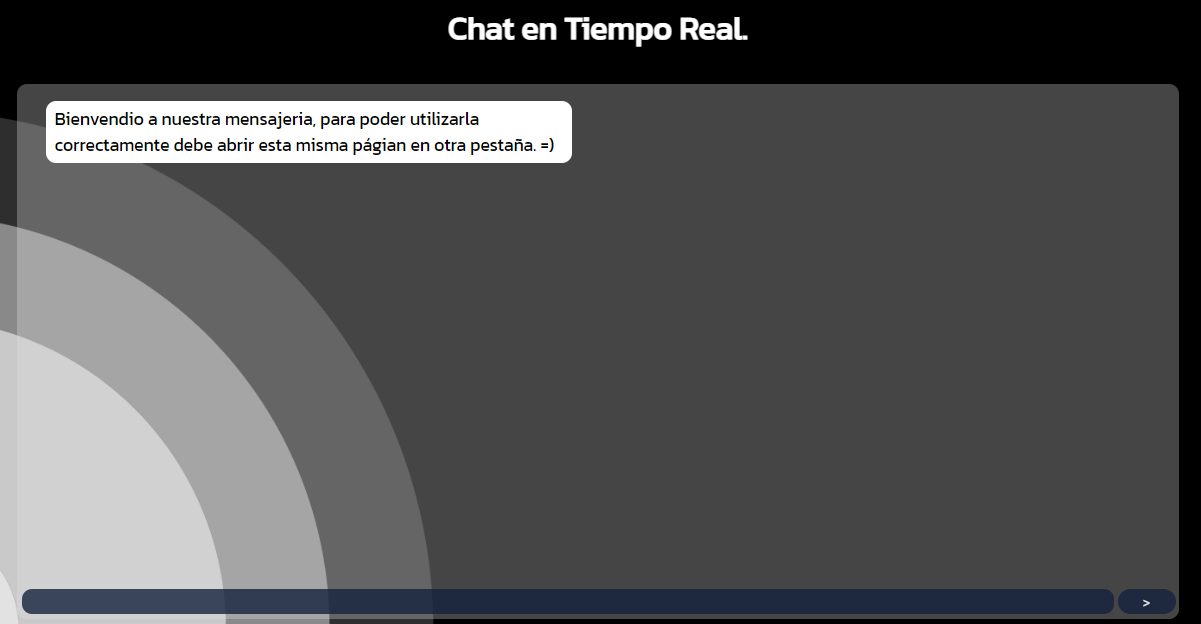 Chat en Tiempo Real.
Bienvendio a nuestra mensajeria, para poder utilizarla
correctamente debe abrir esta misma págian en otra pestaña. =)
>